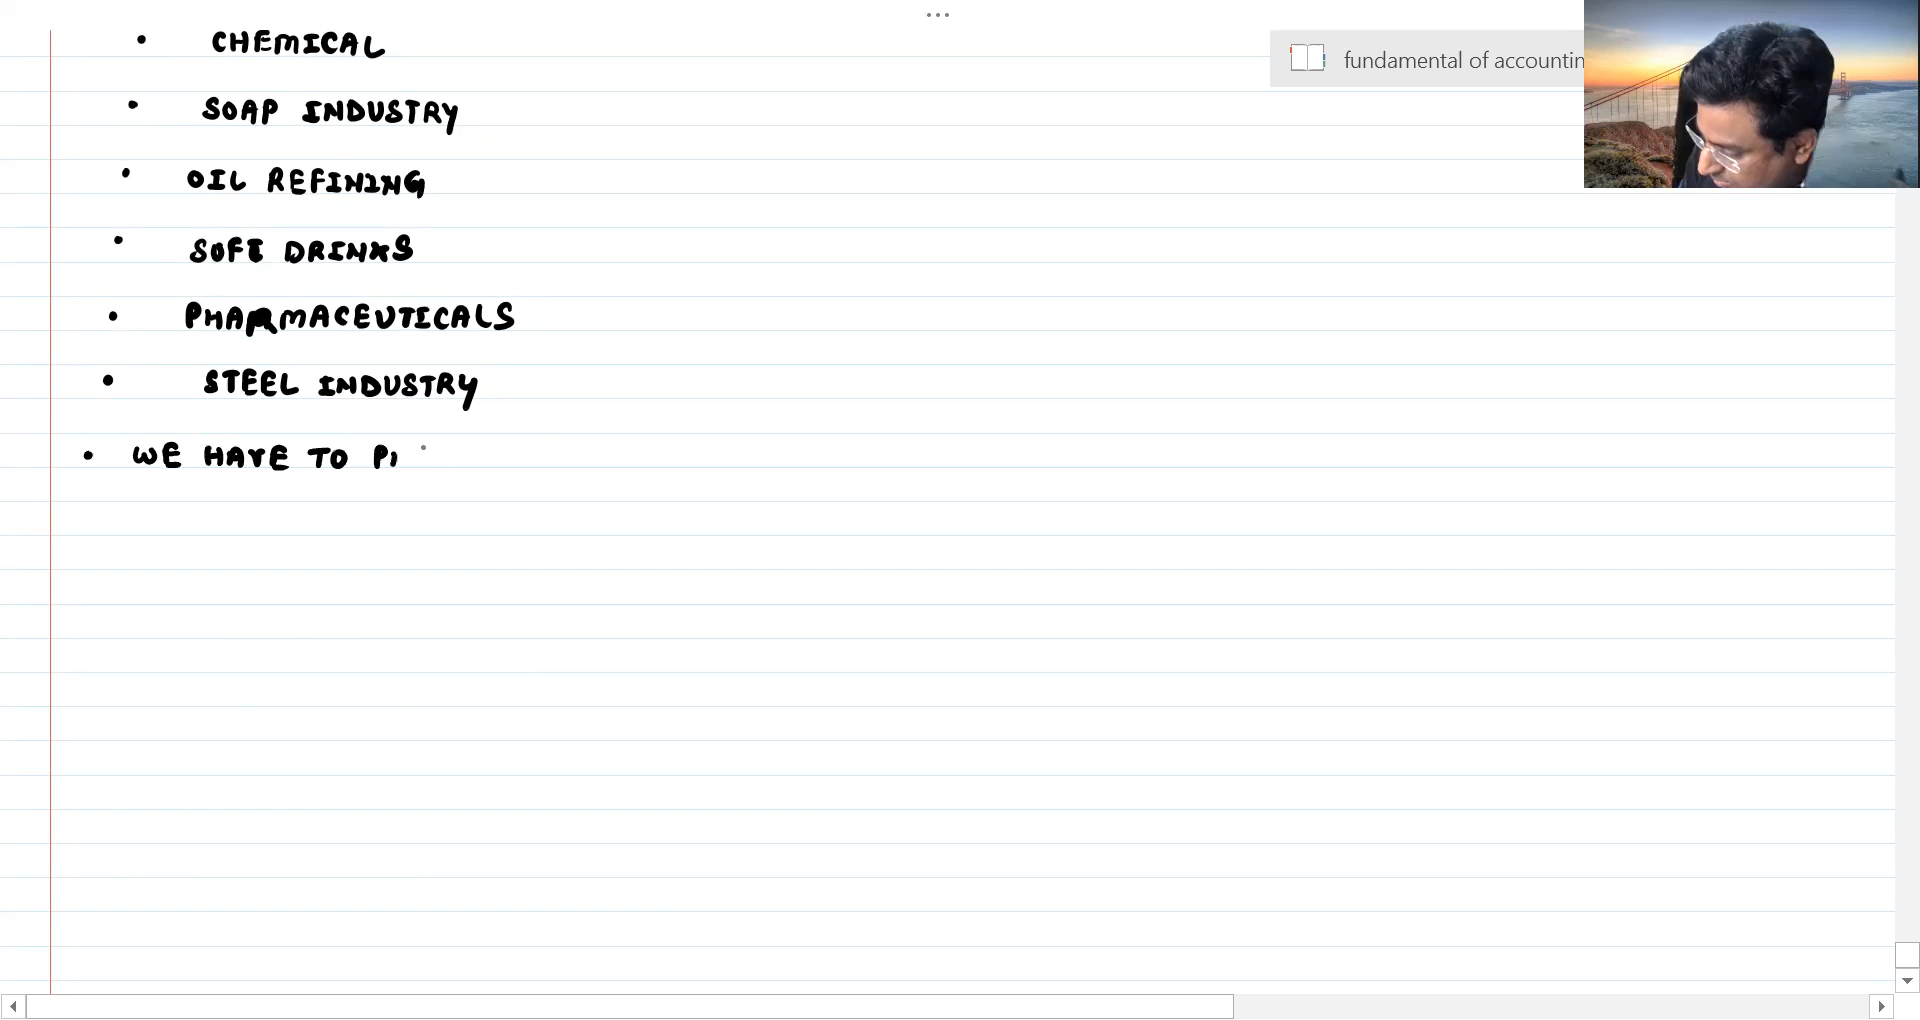 • CHEMICAL
fundamental of accountin
• SOAP INDUSTRY
• OIL REFINING
• SOFT DRINKS
• PHARMACEUTICALS
• STEEL INDUSTRY
• WE HAVE TO